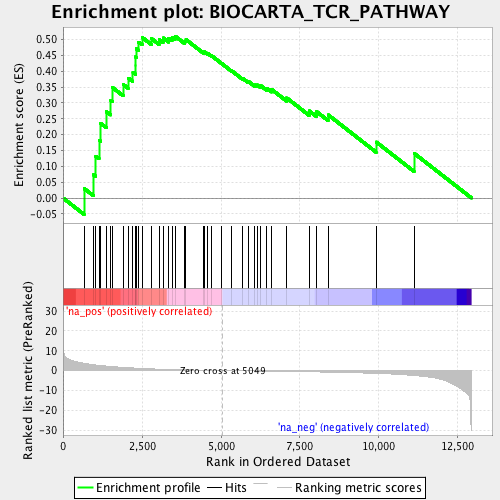 Enrichment plot: BIOCARTA_TCR_PATHWAY
Enrichment score (ES)
0.50
0.45
0.40
0.35
0.30
0.25
0.20
0.15
0.10
0.05
0.00
-0.05
'na_pos' (positively correlated)
Ranked list metric (PreRanked)
30
20
10
0
-10
-20
-30
Zero cross at 5049
'na_neg' (negatively correlated)
0
2,500
5,000
7,500
10,000
12,500
Rank in Ordered Dataset
Enrichment profile
Hits
Ranking metric scores